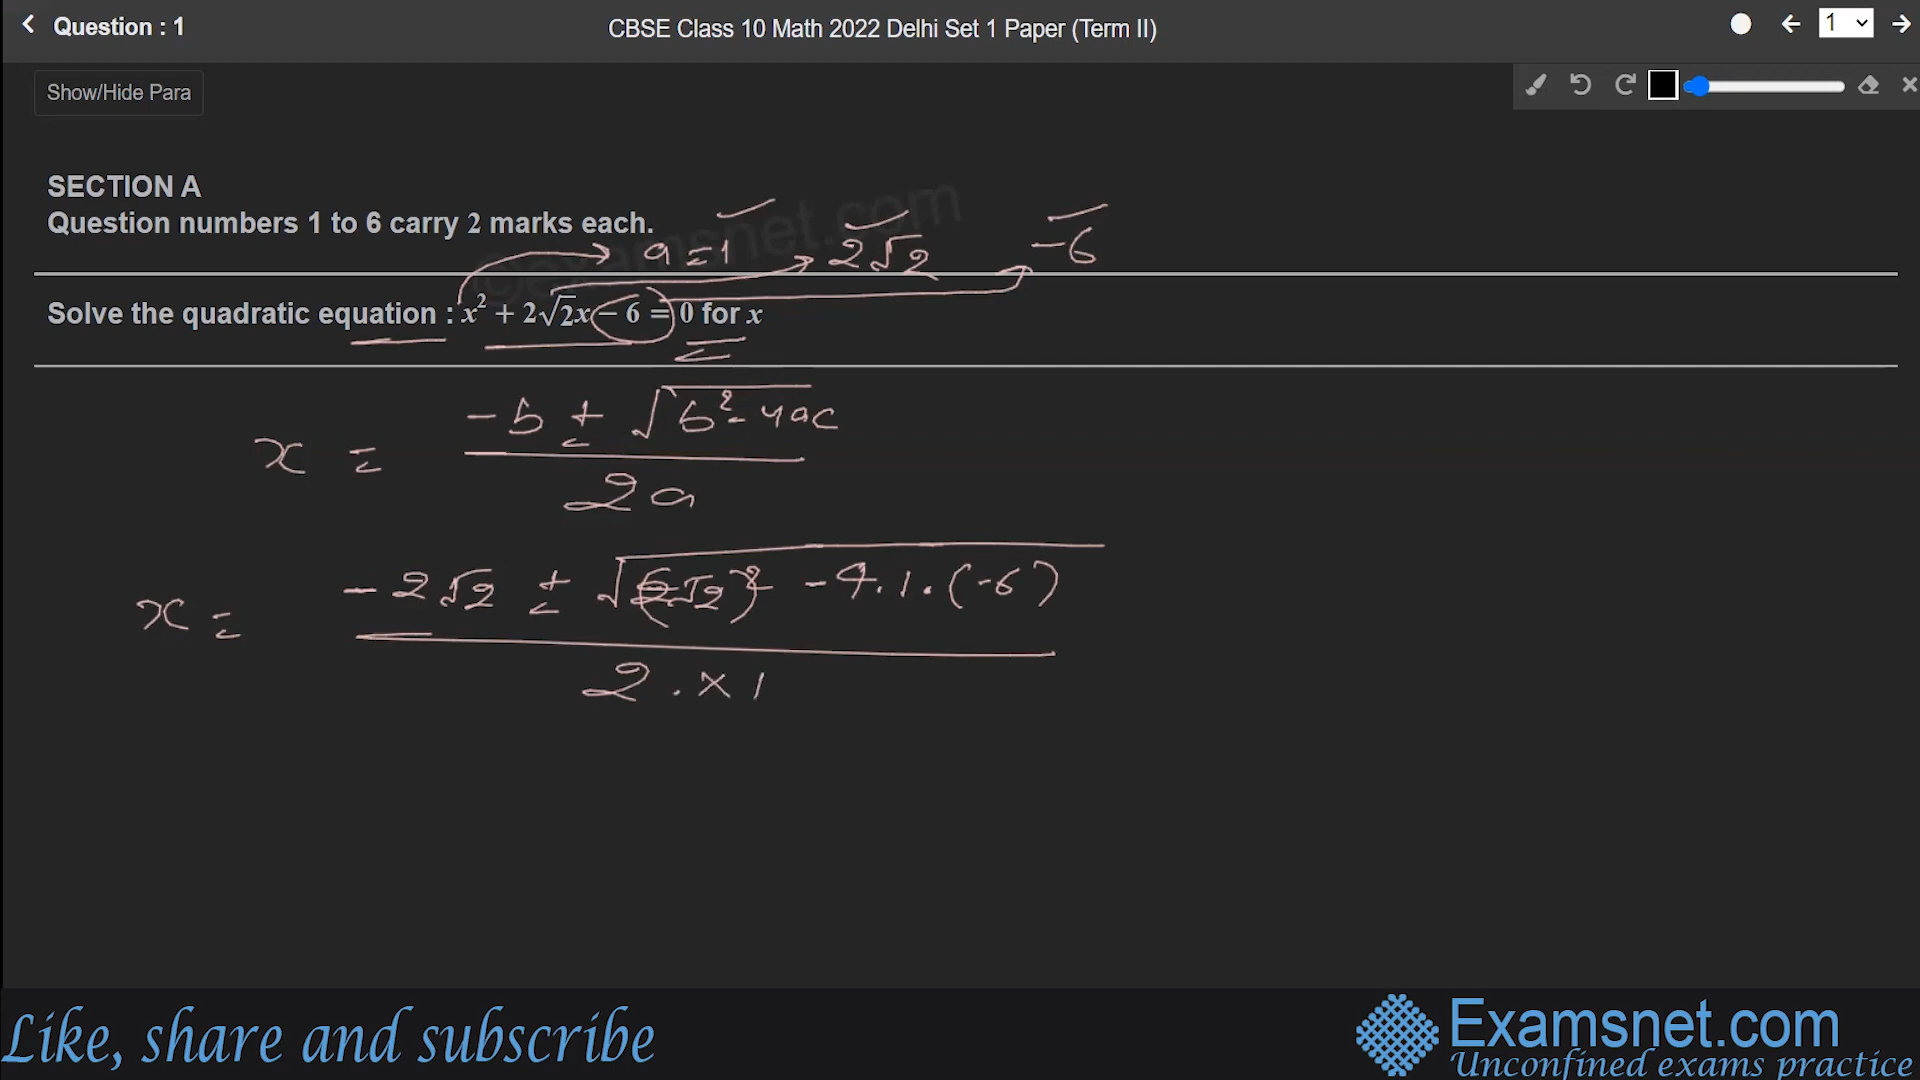 Question : 1
CBSE Class 10 Math 2022 Delhi Set 1 Paper (Term II)
1
Show/Hide Para
©examsnet.com
SECTION A
Question numbers 1 to 6 carry 2 marks each.
a = 1 2√2 -6
Solve the quadratic equation : x² + 2√2x − 6 = 0 for x
x = (-b ± √(b² - 4ac)) / 2a
x = (-2√2 ± √((2√2)² - 4.1.(-6))) / 2 . × 1
Like, share and subscribe
Examsnet.com
Unconfined exams practice